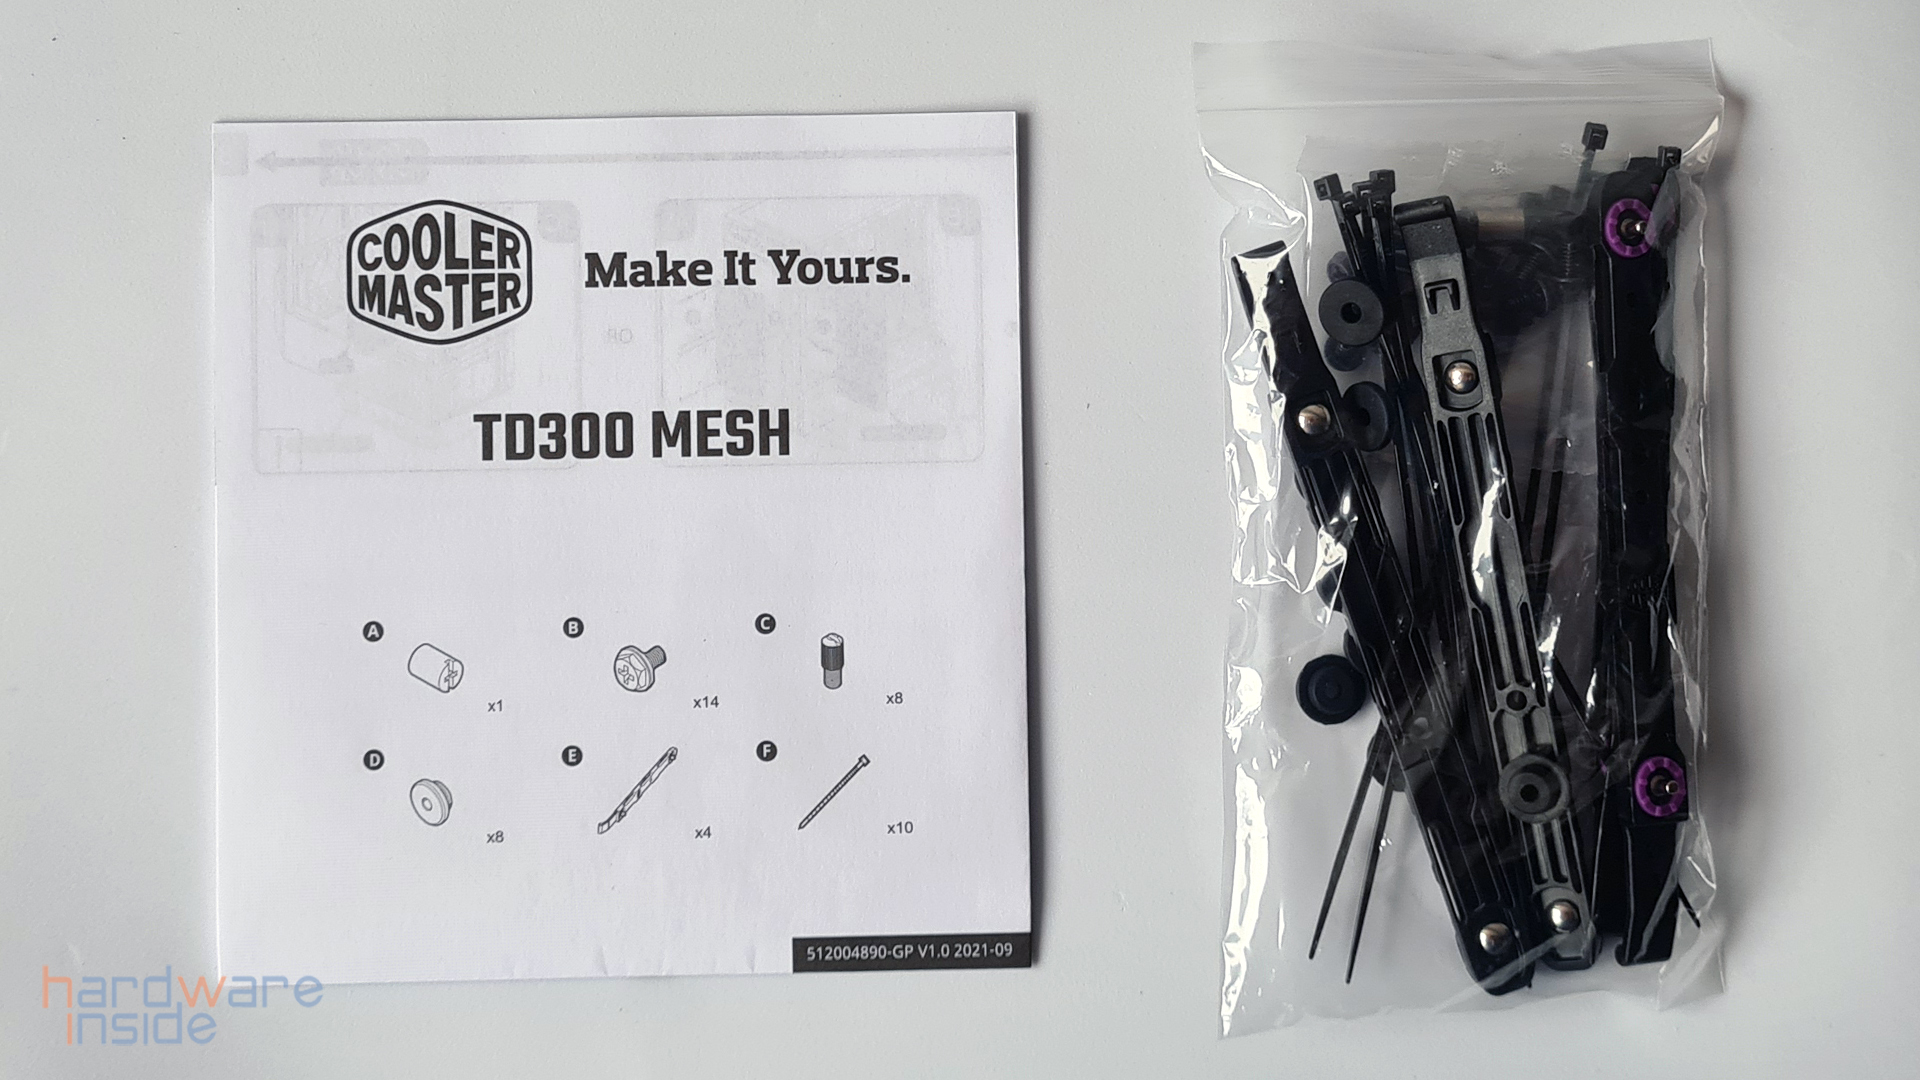 COOLER
MASTER
Make It Yours.
TD300 MESH
A
x1
B
x14
C
x8
D
x8
E
x4
F
x10
512004890-GP V1.0 2021-09
hardware
inside